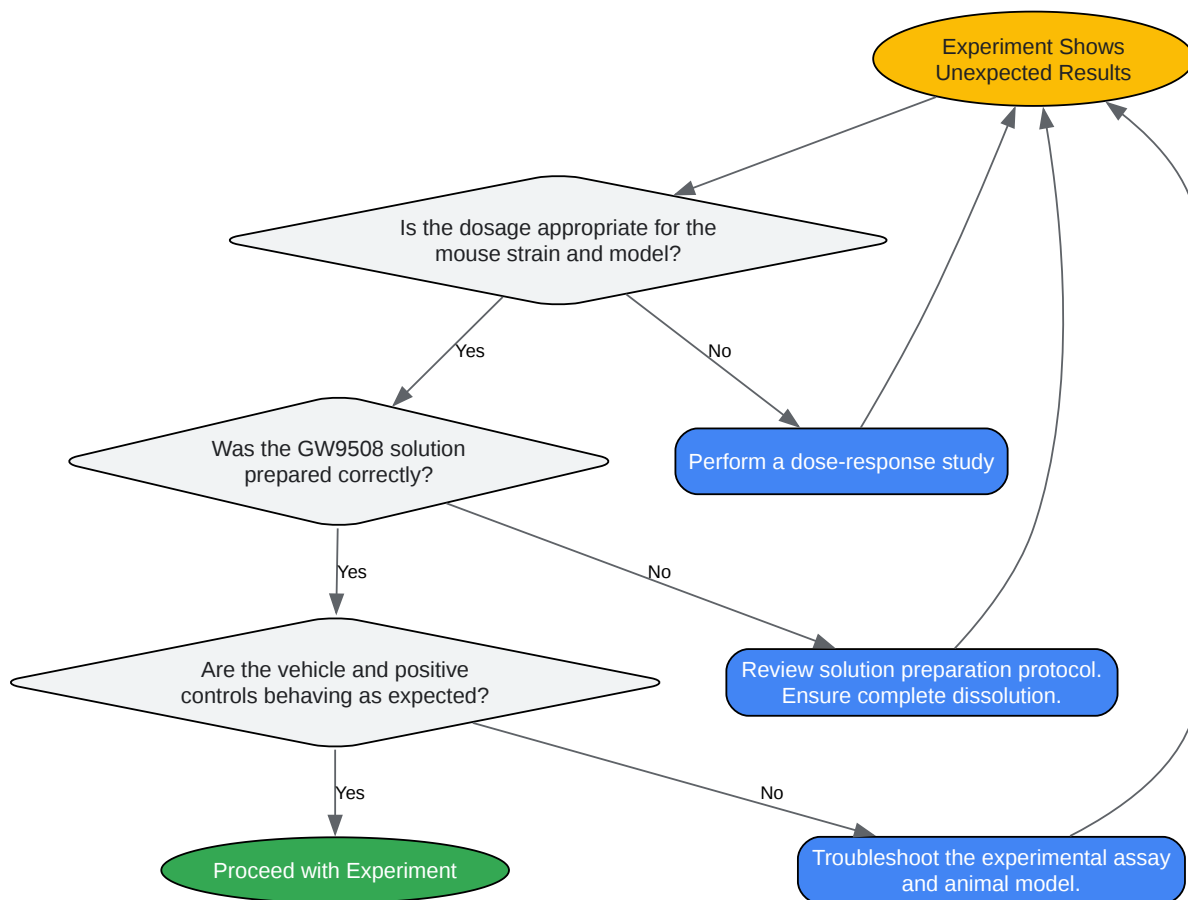 Experiment Shows
Unexpected Results
Is the dosage appropriate for the
mouse strain and model?
Yes
No
Was the GW9508 solution
prepared correctly?
Perform a dose-response study
Yes
No
Are the vehicle and positive
controls behaving as expected?
Review solution preparation protocol.
Ensure complete dissolution.
Yes
No
Proceed with Experiment
Troubleshoot the experimental assay
and animal model.